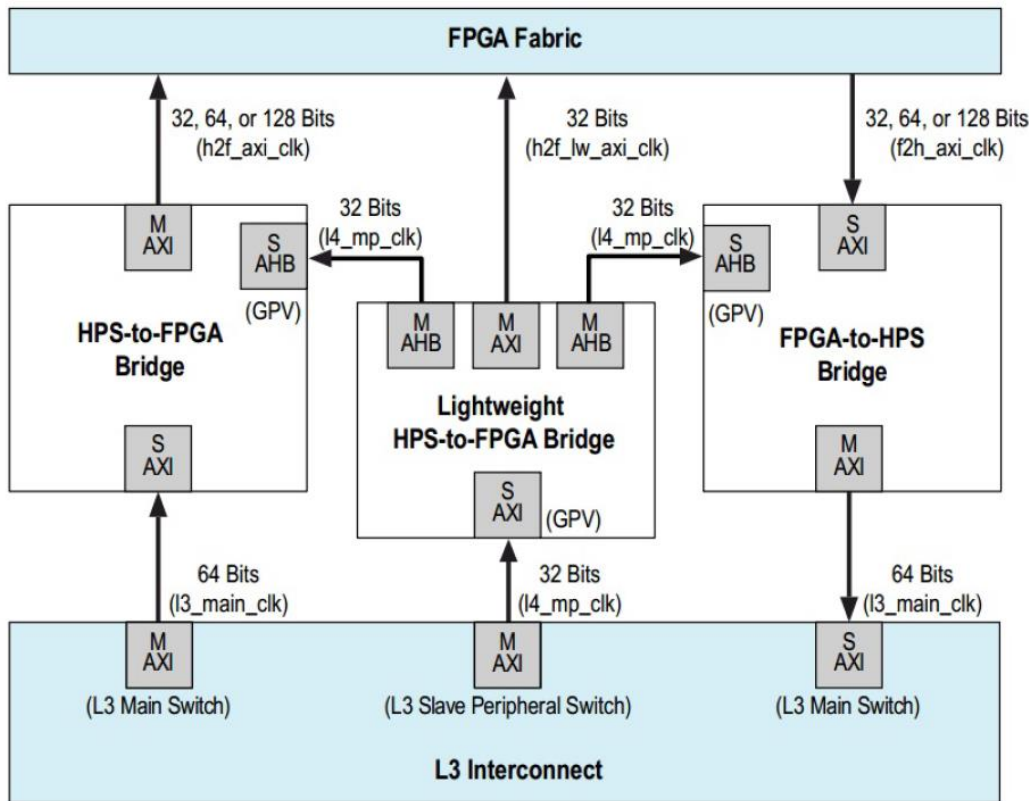 FPGA Fabric
32, 64, or 128 Bits
(h2f_axi_clk)
32 Bits
(h2f_lw_axi_clk)
32, 64, or 128 Bits
(f2h_axi_clk)
M
AXI
S
AHB
(GPV)
HPS-to-FPGA
Bridge
S
AXI
32 Bits
(l4_mp_clk)
32 Bits
(l4_mp_clk)
M
AHB
M
AXI
M
AHB
Lightweight
HPS-to-FPGA Bridge
S
AXI
(GPV)
S
AHB
(GPV)
S
AXI
FPGA-to-HPS
Bridge
M
AXI
64 Bits
(l3_main_clk)
32 Bits
(l4_mp_clk)
64 Bits
(l3_main_clk)
M
AXI
(L3 Main Switch)
M
AXI
(L3 Slave Peripheral Switch)
S
AXI
(L3 Main Switch)
L3 Interconnect